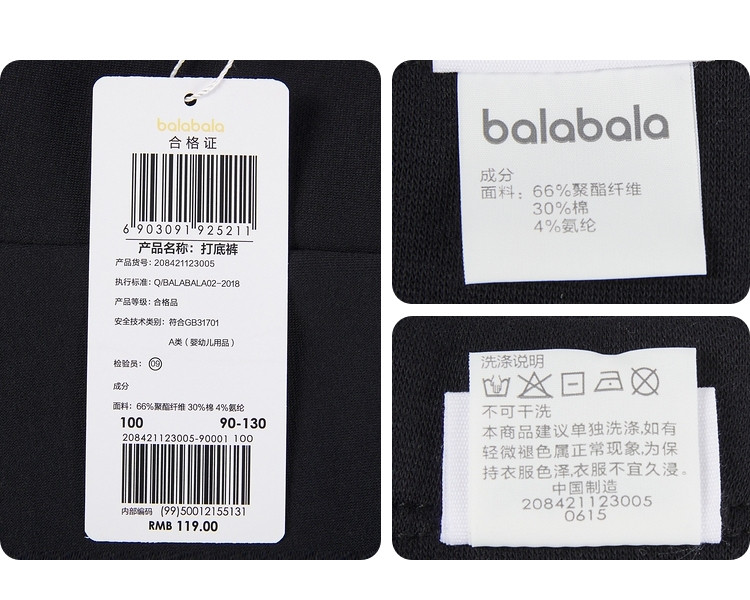 balabala
合格证
6 903091 925211
产品名称：打底裤
产品货号：208421123005
执行标准：Q/BALABALA02-2018
产品等级：合格品
安全技术类别：符合GB31701
A类（婴幼儿用品）
检验员：09
成分
面料：66%聚酯纤维 30%棉 4%氨纶
100 90-130
208421123005-90001 100
内部编码 (99)50012155131
RMB 119.00
balabala
成分
面料：66%聚酯纤维
30%棉
4%氨纶
洗涤说明
不可干洗
本商品建议单独洗涤,如有
轻微褪色属正常现象,为保
持衣服色泽,衣服不宜久浸。
中国制造
208421123005
0615